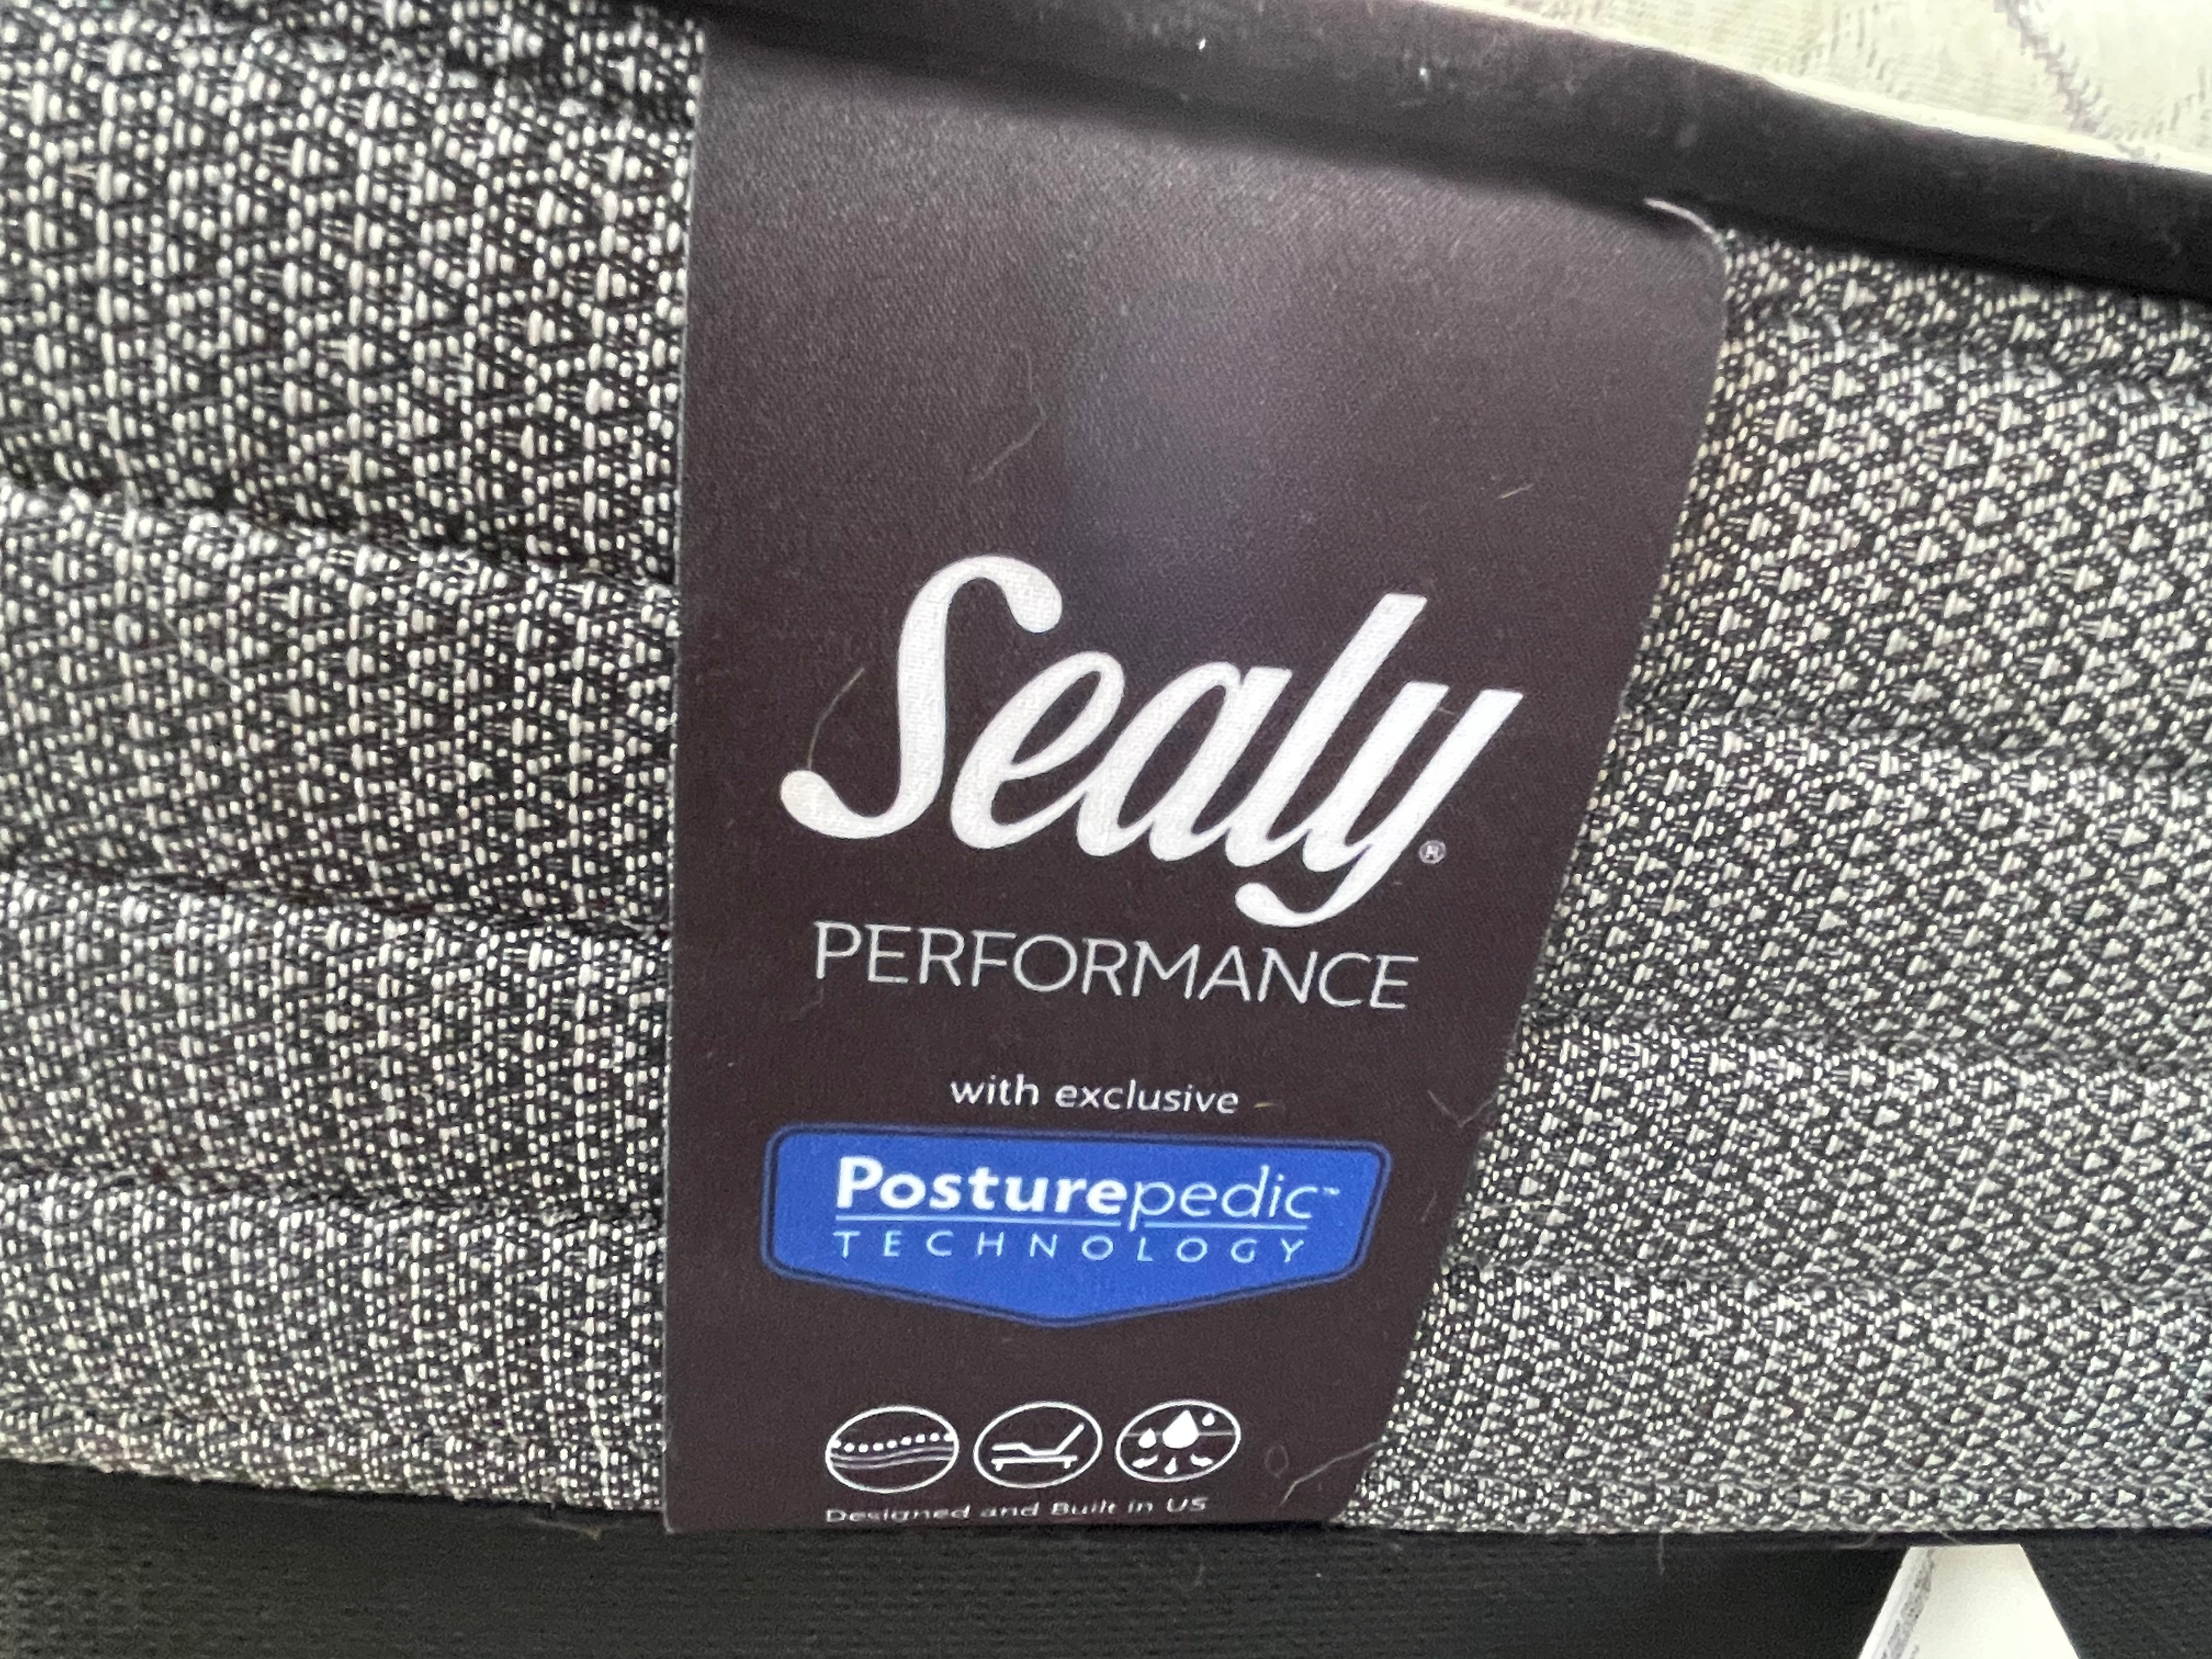 Sealy®
PERFORMANCE
with exclusive
Posturepedic™
TECHNOLOGY
Designed and Built in US